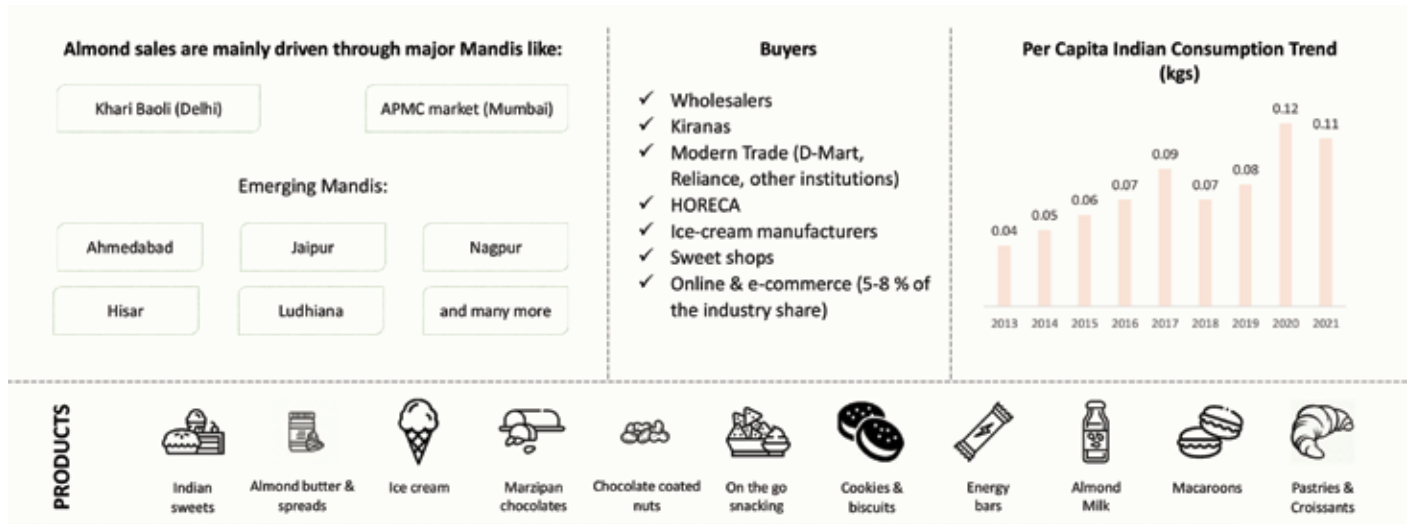 Almond sales are mainly driven through major Mandis like:
Khari Baoli (Delhi)
APMC market (Mumbai)
Emerging Mandis:
Ahmedabad
Jaipur
Nagpur
Hisar
Ludhiana
and many more
Buyers
✓ Wholesalers
✓ Kiranas
✓ Modern Trade (D-Mart,
Reliance, other institutions)
✓ HORECA
✓ Ice-cream manufacturers
✓ Sweet shops
✓ Online & e-commerce (5-8 % of
the industry share)
Per Capita Indian Consumption Trend
(kgs)
0.04
0.05
0.06
0.07
0.09
0.07
0.08
0.12
0.11
2013 2014 2015 2016 2017 2018 2019 2020 2021
PRODUCTS
Indian
sweets
Almond butter &
spreads
Ice cream
Marzipan
chocolates
Chocolate coated
nuts
On the go
snacking
Cookies &
biscuits
Energy
bars
Almond
Milk
Macaroons
Pastries &
Croissants